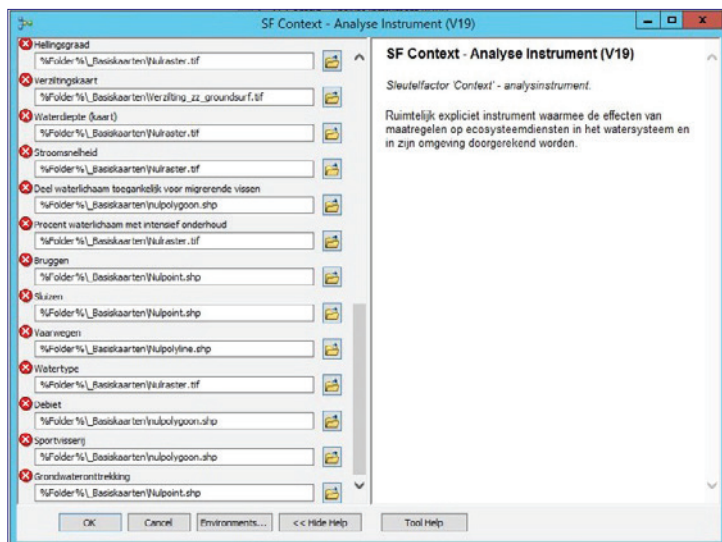 SF Context - Analyse Instrument (V19)
Hellingsgraad
%Folder%\_Basiskaarten\Nulraster.tif
Verziltingskaart
%Folder%\_Basiskaarten\Verzilting_zz_groundsurf.tif
Waterdiepte (kaart)
%Folder%\_Basiskaarten\Nulraster.tif
Stroomsnelheid
%Folder%\_Basiskaarten\Nulraster.tif
Deel waterlichaam toegankelijk voor migrerende vissen
%Folder%\_Basiskaarten\nulpolygoon.shp
Procent waterlichaam met intensief onderhoud
%Folder%\_Basiskaarten\Nulraster.tif
Bruggen
%Folder%\_Basiskaarten\Nulpoint.shp
Sluizen
%Folder%\_Basiskaarten\Nulpoint.shp
Vaarwegen
%Folder%\_Basiskaarten\Nulpolyline.shp
Watertype
%Folder%\_Basiskaarten\Nulraster.tif
Debiet
%Folder%\_Basiskaarten\nulpolygoon.shp
Sportvisserij
%Folder%\_Basiskaarten\nulpolygoon.shp
Grondwateronttrekking
%Folder%\_Basiskaarten\Nulpoint.shp
SF Context - Analyse Instrument (V19)
Sleutelfactor 'Context' - analysinstrument.
Ruimtelijk expliciet instrument waarmee de effecten van
maatregelen op ecosysteemdiensten in het watersysteem en
in zijn omgeving doorgerekend worden.
OK
Cancel
Environments...
<< Hide Help
Tool Help